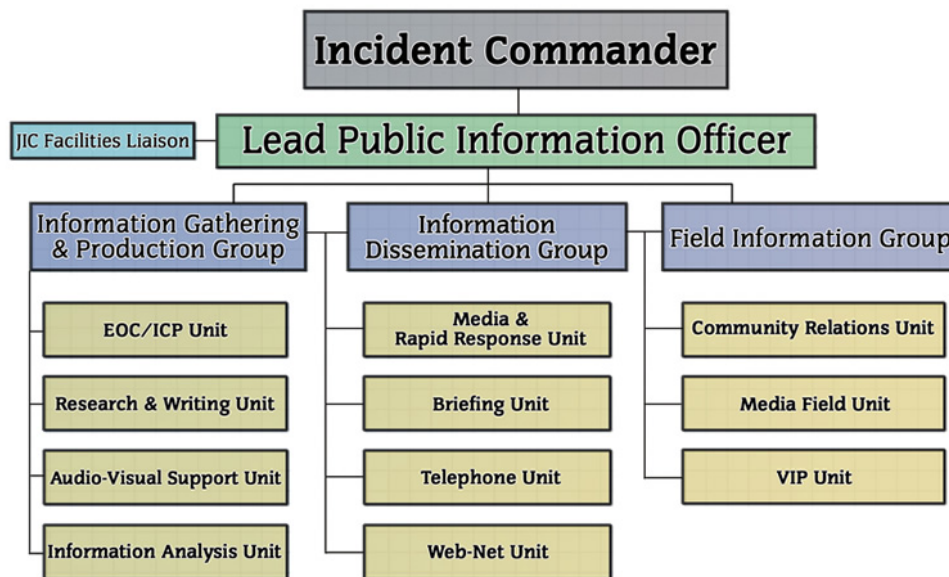 Incident Commander
JIC Facilities Liaison
Lead Public Information Officer
Information Gathering
& Production Group
Information
Dissemination Group
Field Information Group
EOC/ICP Unit
Research & Writing Unit
Audio-Visual Support Unit
Information Analysis Unit
Media &
Rapid Response Unit
Briefing Unit
Telephone Unit
Web-Net Unit
Community Relations Unit
Media Field Unit
VIP Unit